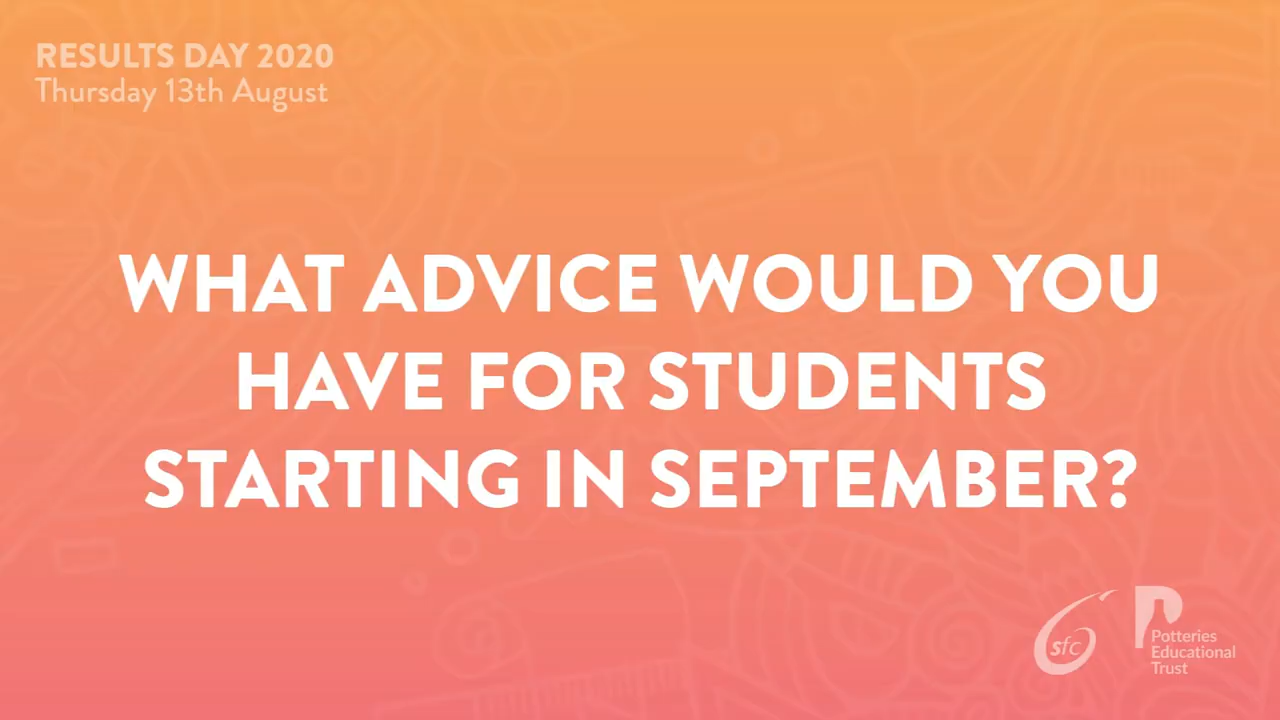 RESULTS DAY 2020
Thursday 13th August
WHAT ADVICE WOULD YOU
HAVE FOR STUDENTS
STARTING IN SEPTEMBER?
sfc
Potteries
Educational
Trust